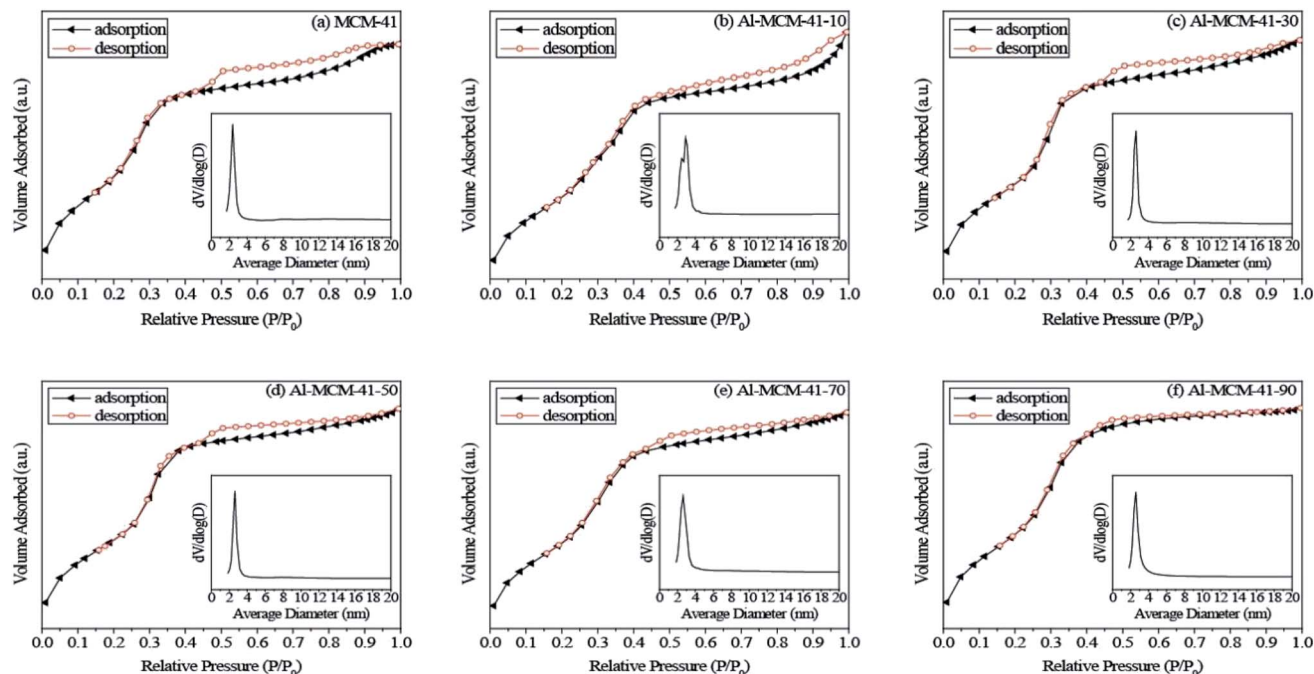 (a) MCM-41
adsorption
desorption
Volume Adsorbed (a.u.)
dV/dlog(D)
0 2 4 6 8 10 12 14 16 18 20
Average Diameter (nm)
0.0 0.1 0.2 0.3 0.4 0.5 0.6 0.7 0.8 0.9 1.0
Relative Pressure (P/P0)
(b) Al-MCM-41-10
adsorption
desorption
Volume Adsorbed (a.u.)
dV/dlog(D)
0 2 4 6 8 10 12 14 16 18 20
Average Diameter (nm)
0.0 0.1 0.2 0.3 0.4 0.5 0.6 0.7 0.8 0.9 1.0
Relative Pressure (P/P0)
(c) Al-MCM-41-30
adsorption
desorption
Volume Adsorbed (a.u.)
dV/dlog(D)
0 2 4 6 8 10 12 14 16 18 20
Average Diameter (nm)
0.0 0.1 0.2 0.3 0.4 0.5 0.6 0.7 0.8 0.9 1.0
Relative Pressure (P/P0)
(d) Al-MCM-41-50
adsorption
desorption
Volume Adsorbed (a.u.)
dV/dlog(D)
0 2 4 6 8 10 12 14 16 18 20
Average Diameter (nm)
0.0 0.1 0.2 0.3 0.4 0.5 0.6 0.7 0.8 0.9 1.0
Relative Pressure (P/P0)
(e) Al-MCM-41-70
adsorption
desorption
Volume Adsorbed (a.u.)
dV/dlog(D)
0 2 4 6 8 10 12 14 16 18 20
Average Diameter (nm)
0.0 0.1 0.2 0.3 0.4 0.5 0.6 0.7 0.8 0.9 1.0
Relative Pressure (P/P0)
(f) Al-MCM-41-90
adsorption
desorption
Volume Adsorbed (a.u.)
dV/dlog(D)
0 2 4 6 8 10 12 14 16 18 20
Average Diameter (nm)
0.0 0.1 0.2 0.3 0.4 0.5 0.6 0.7 0.8 0.9 1.0
Relative Pressure (P/P0)